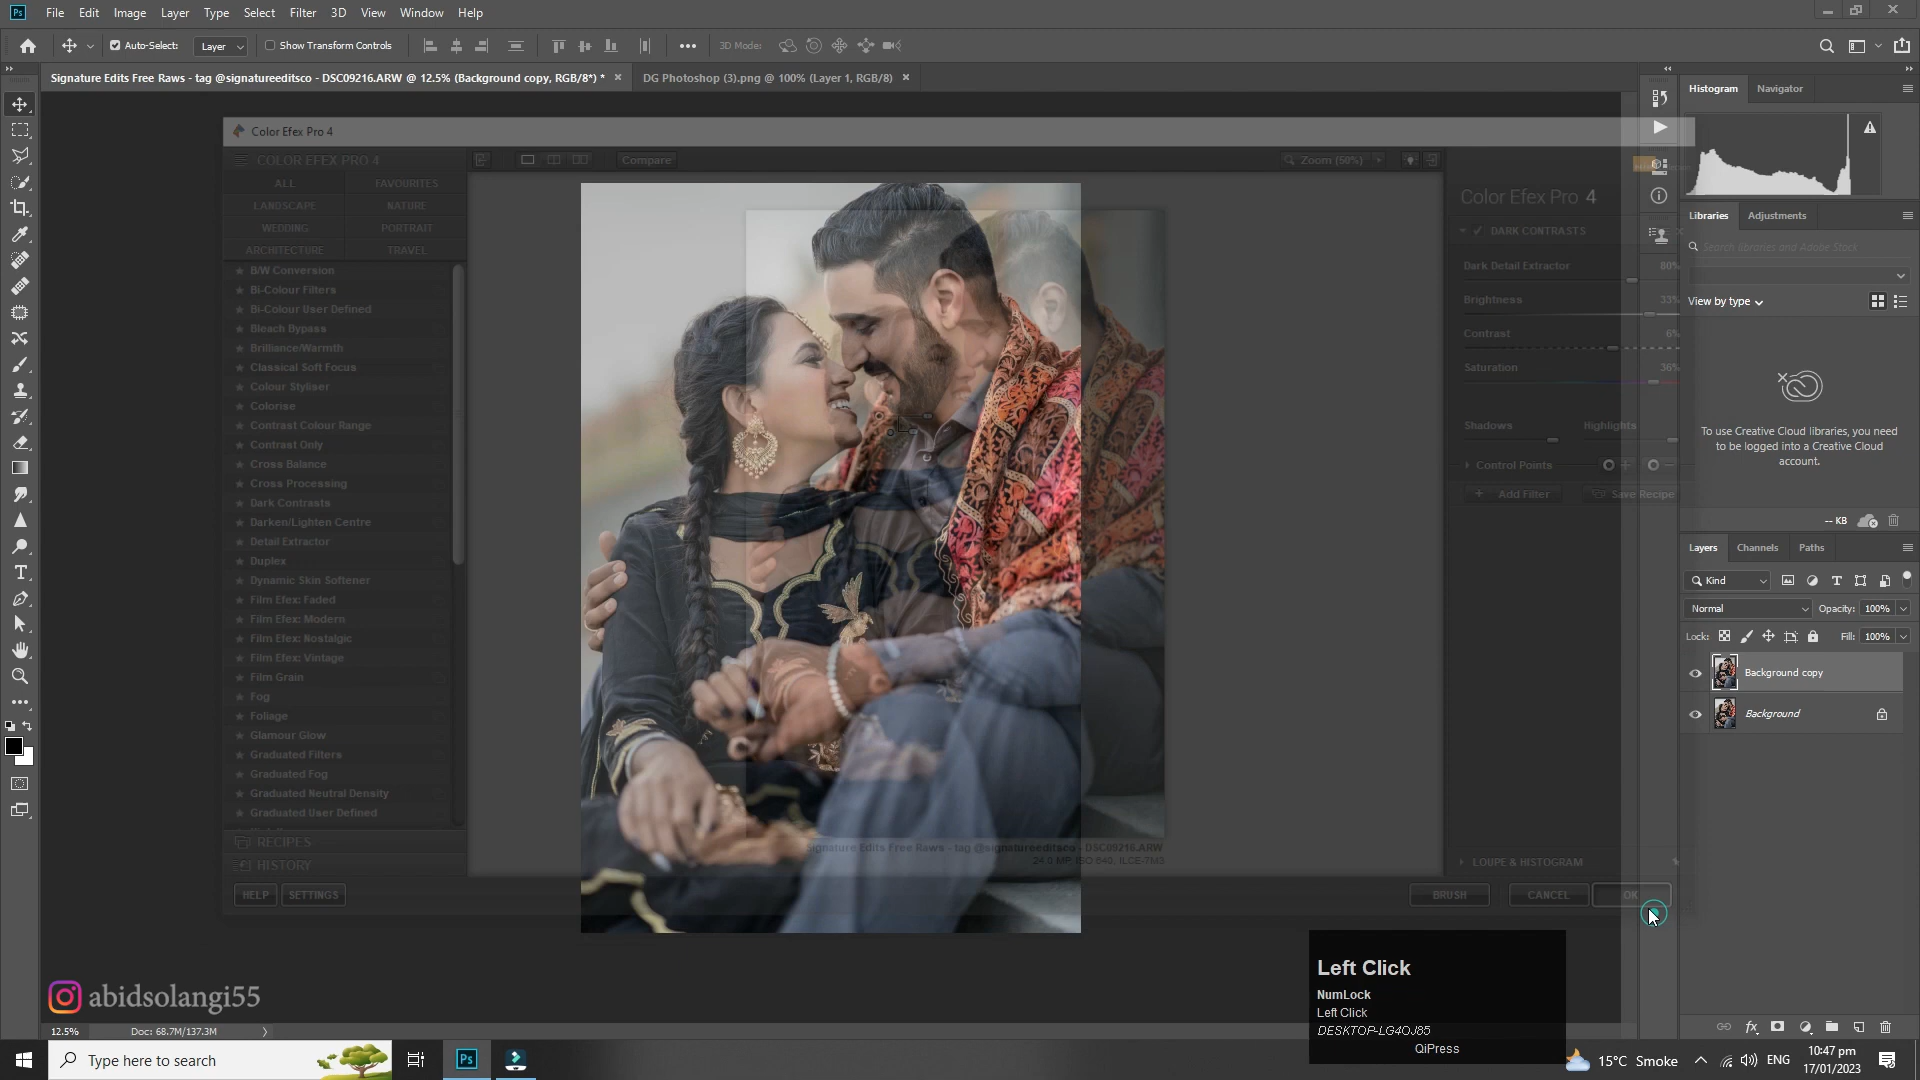 Ps File Edit Image Layer Type Select Filter 3D View Window Help
Auto-Select: Layer Show Transform Controls 3D Mode:
Signature Edits Free Raws - tag @signatureeditsco - DSC09216.ARW @ 12.5% (Background copy, RGB/8*) *
DG Photoshop (3).png @ 100% (Layer 1, RGB/8)
Histogram Navigator
Color Efex Pro 4
COLOR EFEX PRO 4
Compare
Zoom (50%)
ALL FAVOURITES
LANDSCAPE NATURE
WEDDING PORTRAIT
ARCHITECTURE TRAVEL
B/W Conversion
Bi-Colour Filters
Bi-Colour User Defined
Bleach Bypass
Brilliance/Warmth
Classical Soft Focus
Colour Styliser
Colorise
Contrast Colour Range
Contrast Only
Cross Balance
Cross Processing
Dark Contrasts
Darken/Lighten Centre
Detail Extractor
Duplex
Dynamic Skin Softener
Film Efex: Faded
Film Efex: Modern
Film Efex: Nostalgic
Film Efex: Vintage
Film Grain
Fog
Foliage
Glamour Glow
Graduated Filters
Graduated Fog
Graduated Neutral Density
Graduated User Defined
RECIPES
HISTORY
HELP SETTINGS
Signature Edits Free Raws - tag @signatureeditsco - DSC09216.ARW
24.0 MP, ISO 640, ILCE-7M3
Color Efex Pro 4
DARK CONTRASTS
Dark Detail Extractor 80%
Brightness 33%
Contrast 6%
Saturation 36%
Shadows Highlights
Control Points
Add Filter Save Recipe
LOUPE & HISTOGRAM
BRUSH CANCEL OK
Libraries Adjustments
Search libraries and Adobe Stock
View by type
To use Creative Cloud libraries, you need
to be logged into a Creative Cloud
account.
-- KB
Layers Channels Paths
Kind
Normal Opacity: 100%
Lock: Fill: 100%
Background copy
Background
fx
Left Click
NumLock
Left Click
DESKTOP-LG4OJ85
QiPress
abidsolangi55
12.5% Doc: 68.7M/137.3M
Type here to search
Ps
15°C Smoke
ENG
10:47 pm
17/01/2023